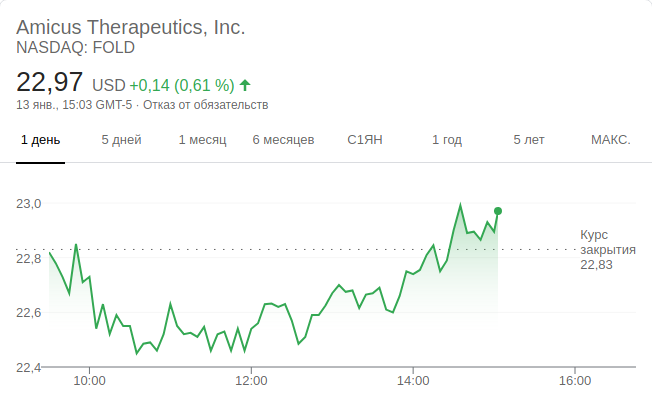 Amicus Therapeutics, Inc.
NASDAQ: FOLD
22,97 USD +0,14 (0,61 %)
13 янв., 15:03 GMT-5 · Отказ от обязательств
1 день 5 дней 1 месяц 6 месяцев С1ЯН 1 год 5 лет МАКС.
23,0
Курс
22,8 закрытия
22,83
22,6
22,4
10:00 12:00 14:00 16:00